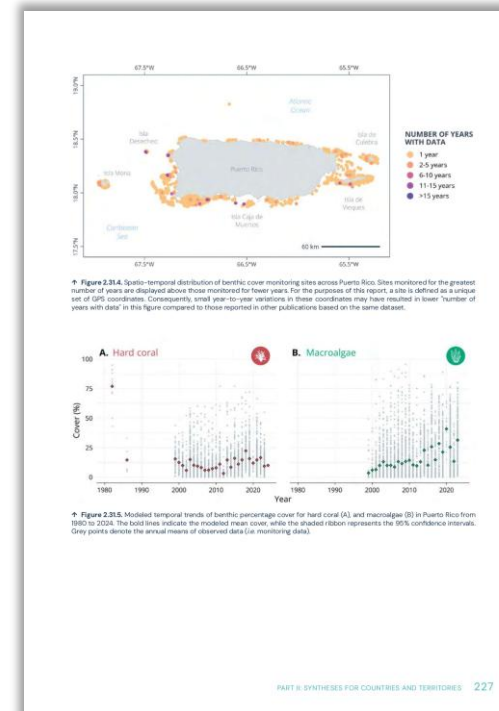 67.5°W 66.5°W 65.5°W
19.0°N
18.5°N
18.0°N
17.5°N
Atlantic
Ocean
Isla
Desecheo
Isla de
Culebra
Isla Mona
Puerto Rico
Isla de
Vieques
Isla Caja de
Muertos
Caribbean
Sea
60 km
67.5°W 66.5°W 65.5°W
NUMBER OF YEARS
WITH DATA
1 year
2-5 years
6-10 years
11-15 years
>15 years
↑ Figure 2.31.4. Spatio-temporal distribution of benthic cover monitoring sites across Puerto Rico. Sites monitored for the greatest
number of years are displayed above those monitored for fewer years. For the purposes of this report, a site is defined as a unique
set of GPS coordinates. Consequently, small year-to-year variations in these coordinates may have resulted in lower "number of
years with data" in this figure compared to those reported in other publications based on the same dataset.
A. Hard coral
B. Macroalgae
Cover (%)
100
75
50
25
0
1980 1990 2000 2010 2020 1980 1990 2000 2010 2020
Year
↑ Figure 2.31.5. Modeled temporal trends of benthic percentage cover for hard coral (A), and macroalgae (B) in Puerto Rico from
1980 to 2024. The bold lines indicate the modeled mean cover, while the shaded ribbon represents the 95% confidence intervals.
Grey points denote the annual means of observed data (i.e. monitoring data).
PART II: SYNTHESES FOR COUNTRIES AND TERRITORIES 227